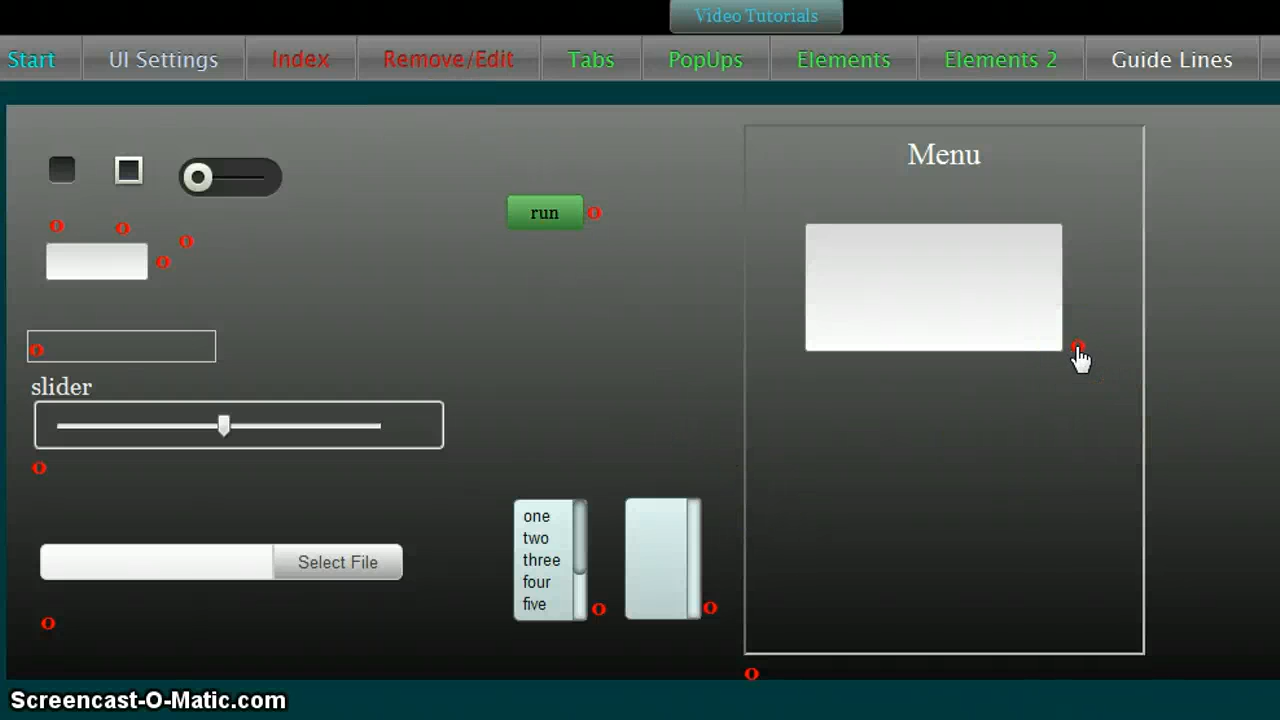 Video Tutorials
Start UI Settings Index Remove/Edit Tabs PopUps Elements Elements 2 Guide Lines
Menu
run o
o o o
o
o
o
slider
o
one
two
three
four
five
o o
Select File
o
o
Screencast-O-Matic.com